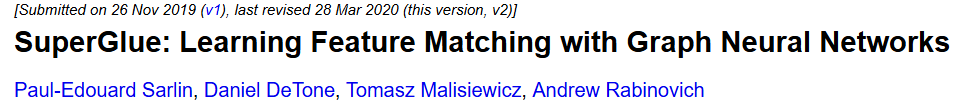 [Submitted on 26 Nov 2019 (v1), last revised 28 Mar 2020 (this version, v2)]
SuperGlue: Learning Feature Matching with Graph Neural Networks
Paul-Edouard Sarlin, Daniel DeTone, Tomasz Malisiewicz, Andrew Rabinovich